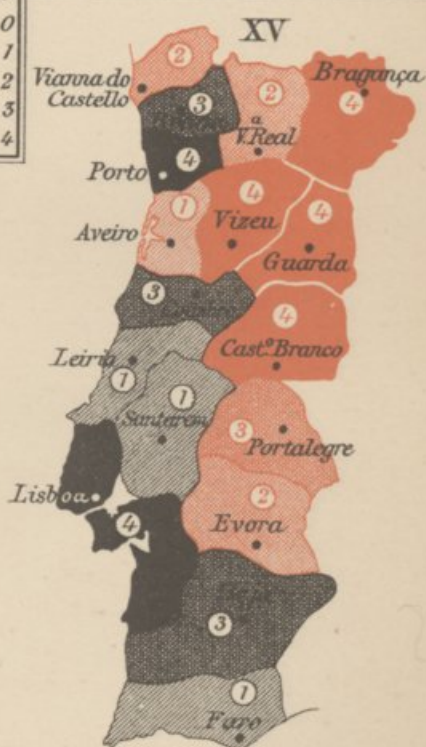 0
1
2
3
4
XV
2
Vianna do
Castello
3
2
Bragança
4
V.ª Real
Porto
4
1
4
4
Aveiro
Vizeu
Guarda
3
4
Leiria
Cast.º Branco
1
1
Santarem
3
Portalegre
Lisboa
2
4
Evora
3
1
Faro